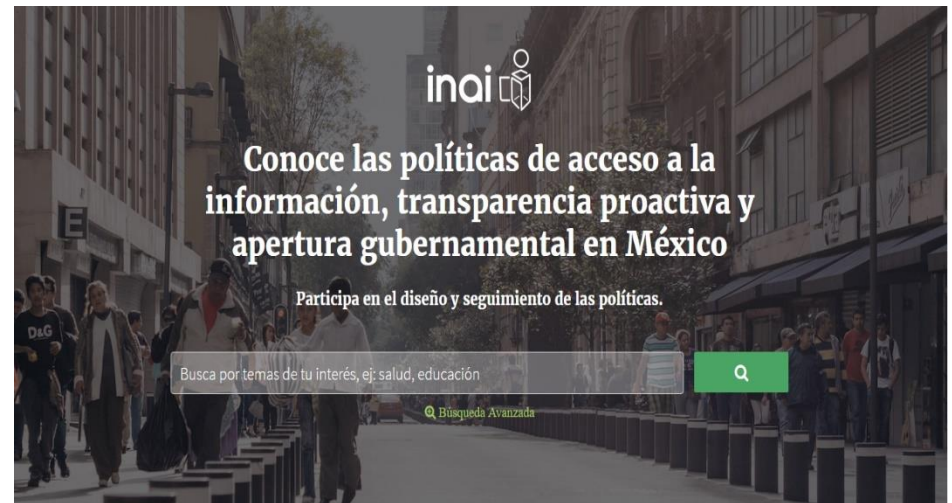 inai
Conoce las políticas de acceso a la
información, transparencia proactiva y
apertura gubernamental en México
Participa en el diseño y seguimiento de las políticas.
Busca por temas de tu interés, ej: salud, educación
Búsqueda Avanzada
E
D&G